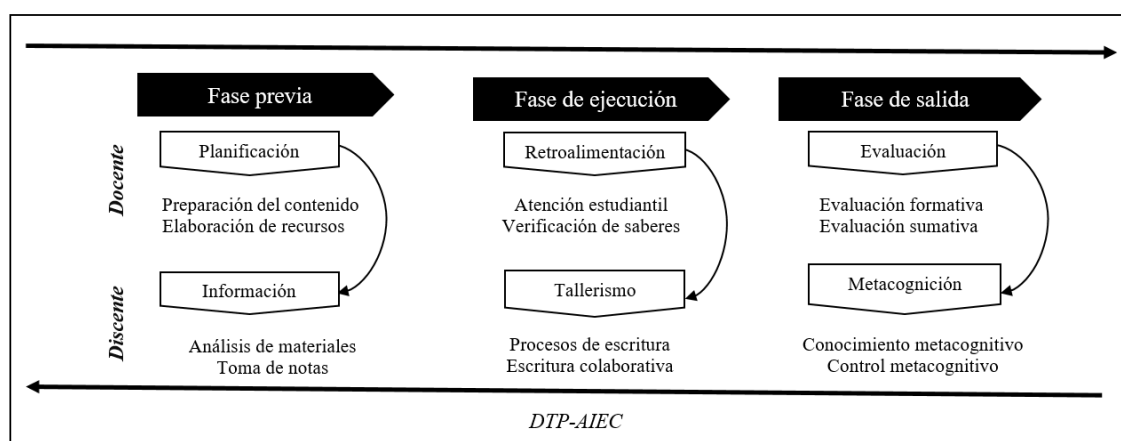 Fase previa
Fase de ejecución
Fase de salida
Docente
Planificación
Retroalimentación
Evaluación
Preparación del contenido
Elaboración de recursos
Atención estudiantil
Verificación de saberes
Evaluación formativa
Evaluación sumativa
Discente
Información
Tallerismo
Metacognición
Análisis de materiales
Toma de notas
Procesos de escritura
Escritura colaborativa
Conocimiento metacognitivo
Control metacognitivo
DTP-AIEC